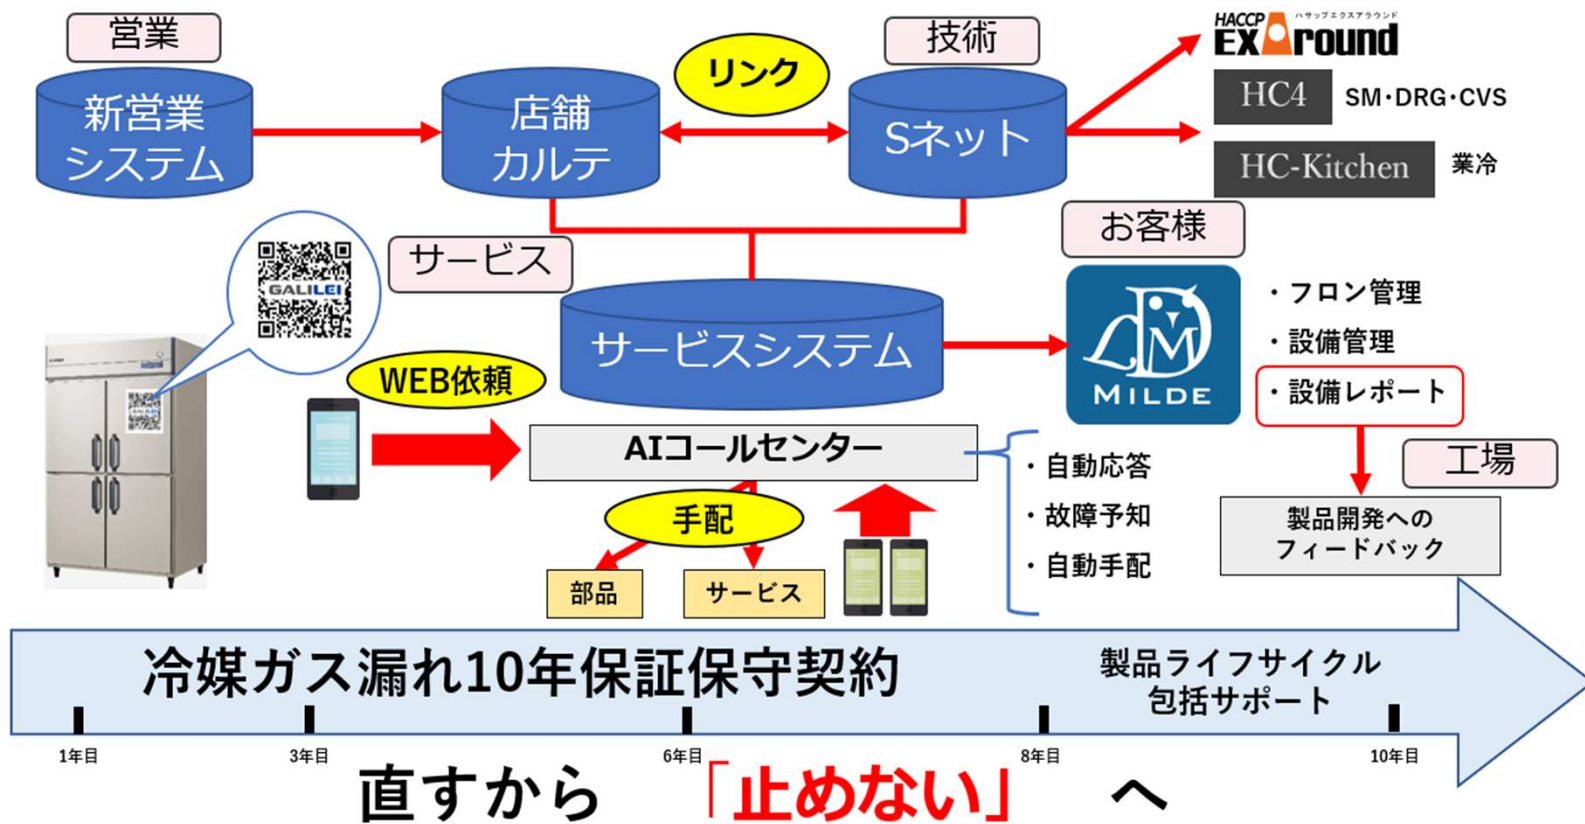 営業
新営業
システム
店舗
カルテ
リンク
技術
Sネット
HACCP ハサップエクスアラウンド
EXAround
HC4
SM・DRG・CVS
HC-Kitchen
業冷
GALILEI
サービス
サービスシステム
お客様
MILDE
・フロン管理
・設備管理
・設備レポート
GALILEI
WEB依頼
AIコールセンター
・自動応答
・故障予知
・自動手配
手配
部品
サービス
工場
製品開発への
フィードバック
冷媒ガス漏れ10年保証保守契約
製品ライフサイクル
包括サポート
1年目
3年目
6年目
8年目
10年目
直すから 「止めない」 へ